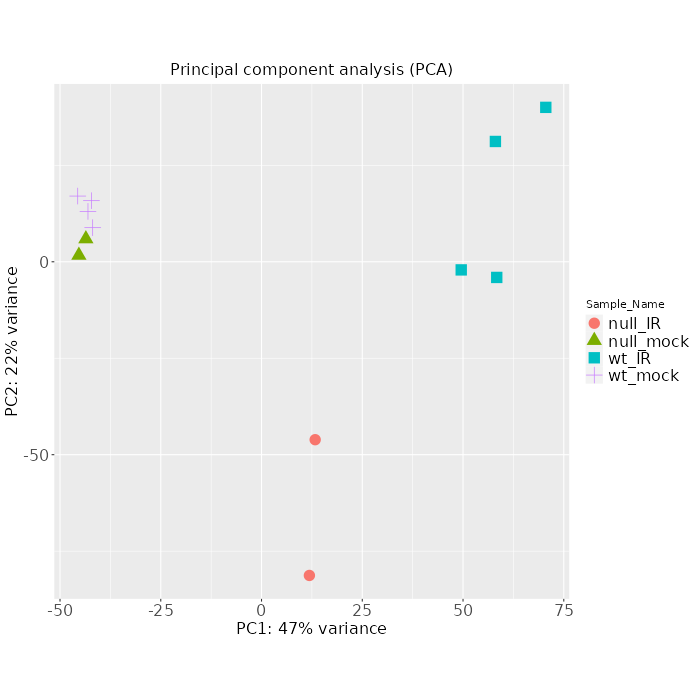 Principal component analysis (PCA)
PC2: 22% variance
0
-50
-50
-25
0
25
50
75
PC1: 47% variance
Sample_Name
null_IR
null_mock
wt_IR
wt_mock